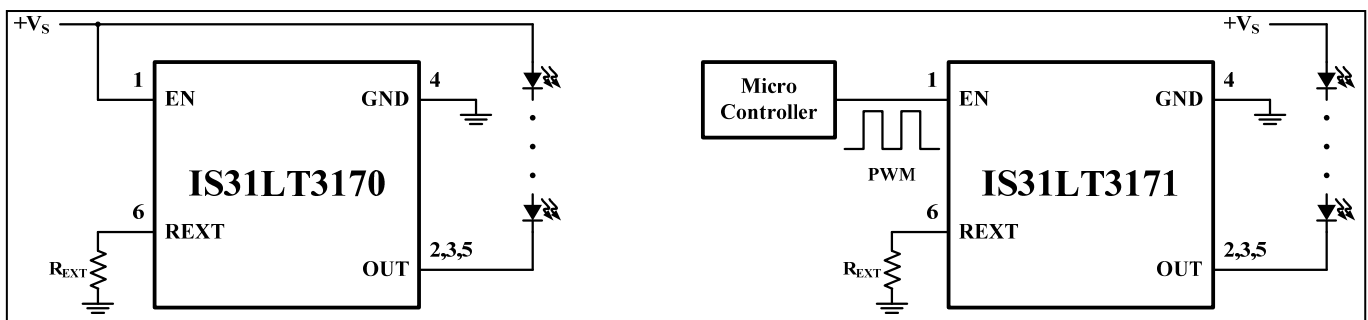 +VS
1
EN
4
GND
IS31LT3170
6
REXT
REXT
2,3,5
OUT
Micro
Controller
PWM
+VS
1
EN
4
GND
IS31LT3171
6
REXT
REXT
2,3,5
OUT